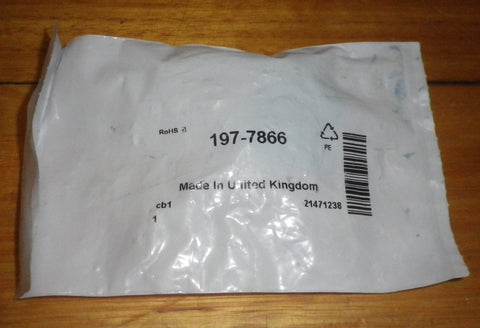 RoHS
197-7866
PE
Made In United Kingdom
cb1
21471238
1